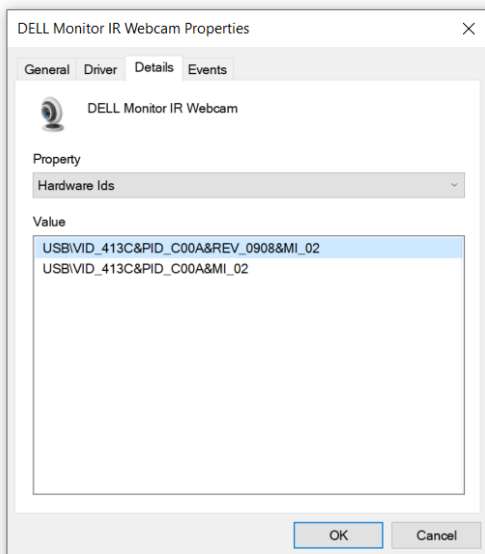 DELL Monitor IR Webcam Properties
General Driver Details Events
DELL Monitor IR Webcam
Property
Hardware Ids
Value
USB\VID_413C&PID_C00A&REV_0908&MI_02
USB\VID_413C&PID_C00A&MI_02
OK Cancel